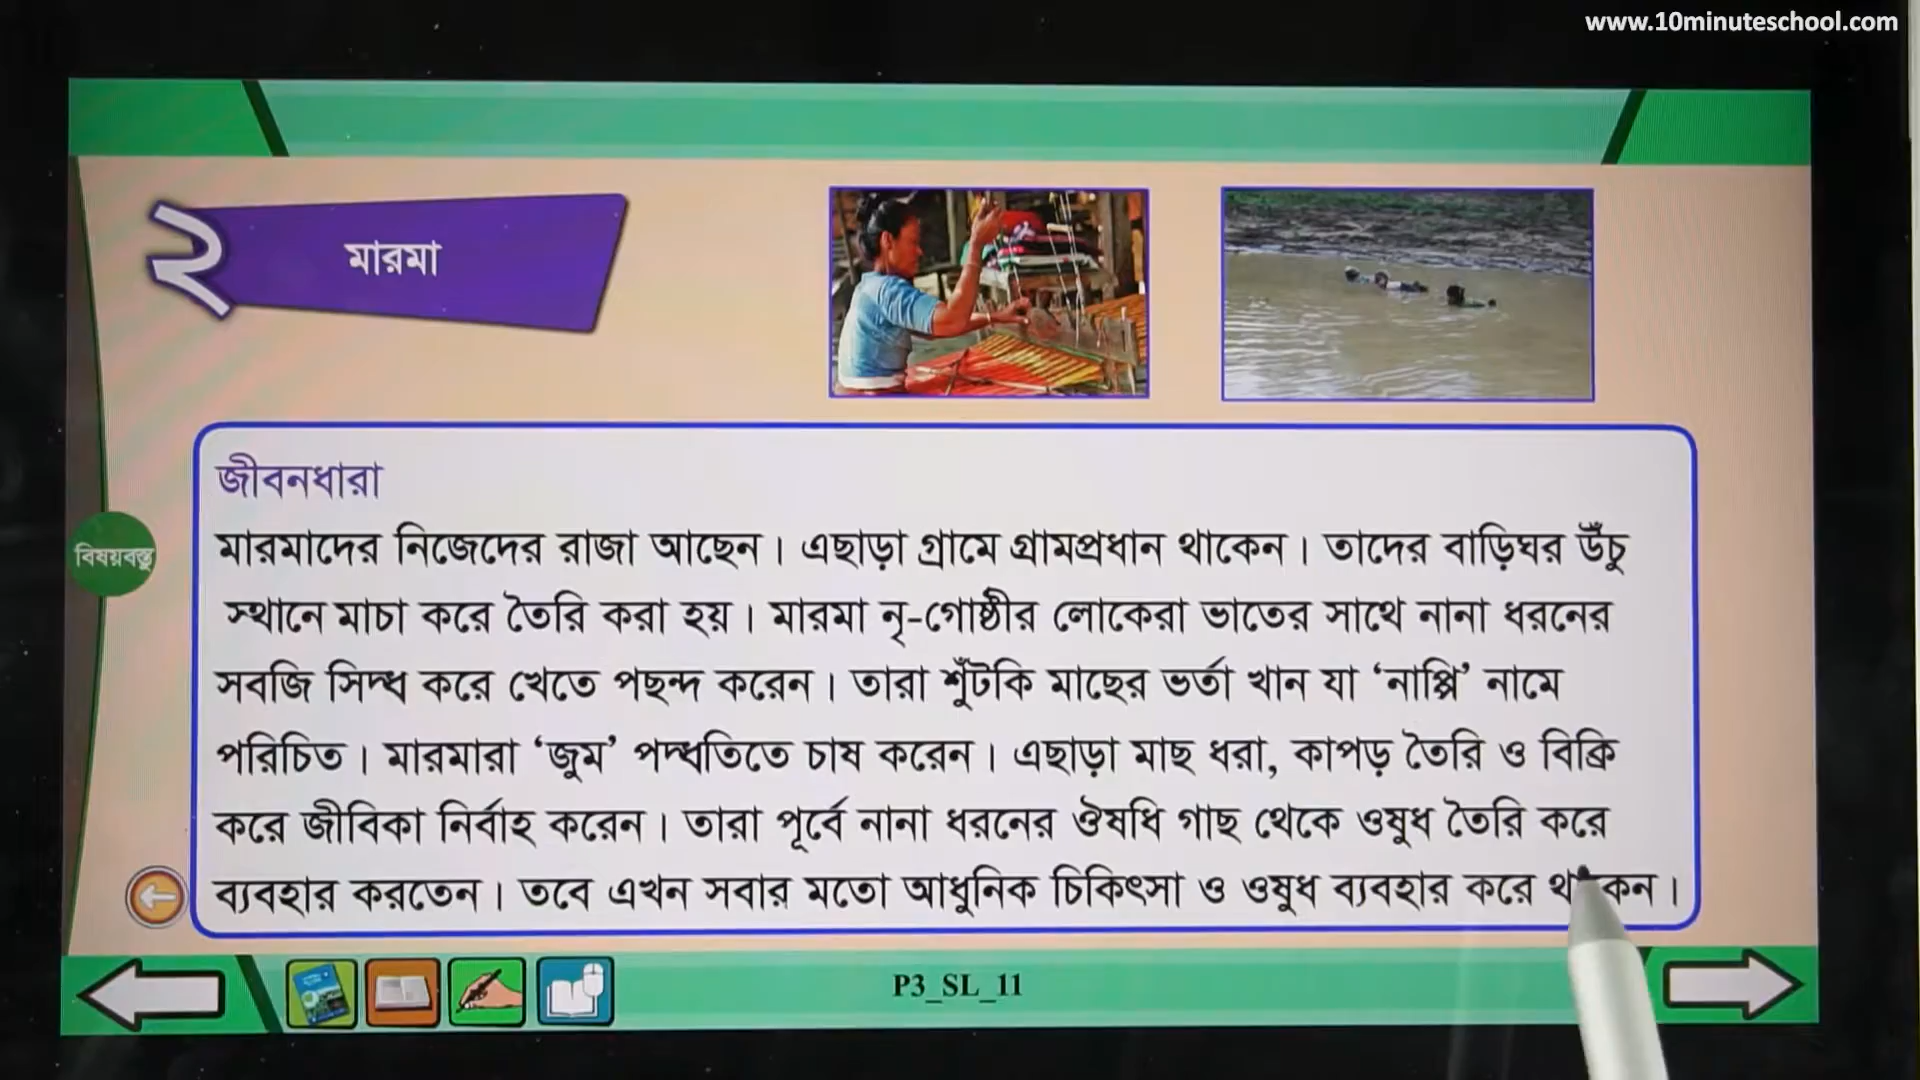 www.10minuteschool.com
২
মারমা
জীবনধারা
মারমাদের নিজেদের রাজা আছেন। এছাড়া গ্রামে গ্রামপ্রধান থাকেন। তাদের বাড়িঘর উঁচু
স্থানে মাচা করে তৈরি করা হয়। মারমা নৃ-গোষ্ঠীর লোকেরা ভাতের সাথে নানা ধরনের
সবজি সিদ্ধ করে খেতে পছন্দ করেন। তারা শুঁটকি মাছের ভর্তা খান যা ‘নাপ্পি’ নামে
পরিচিত। মারমারা ‘জুম’ পদ্ধতিতে চাষ করেন। এছাড়া মাছ ধরা, কাপড় তৈরি ও বিক্রি
করে জীবিকা নির্বাহ করেন। তারা পূর্বে নানা ধরনের ঔষধি গাছ থেকে ওষুধ তৈরি করে
ব্যবহার করতেন। তবে এখন সবার মতো আধুনিক চিকিৎসা ও ওষুধ ব্যবহার করে
বিষয়বস্তু
P3_SL_11